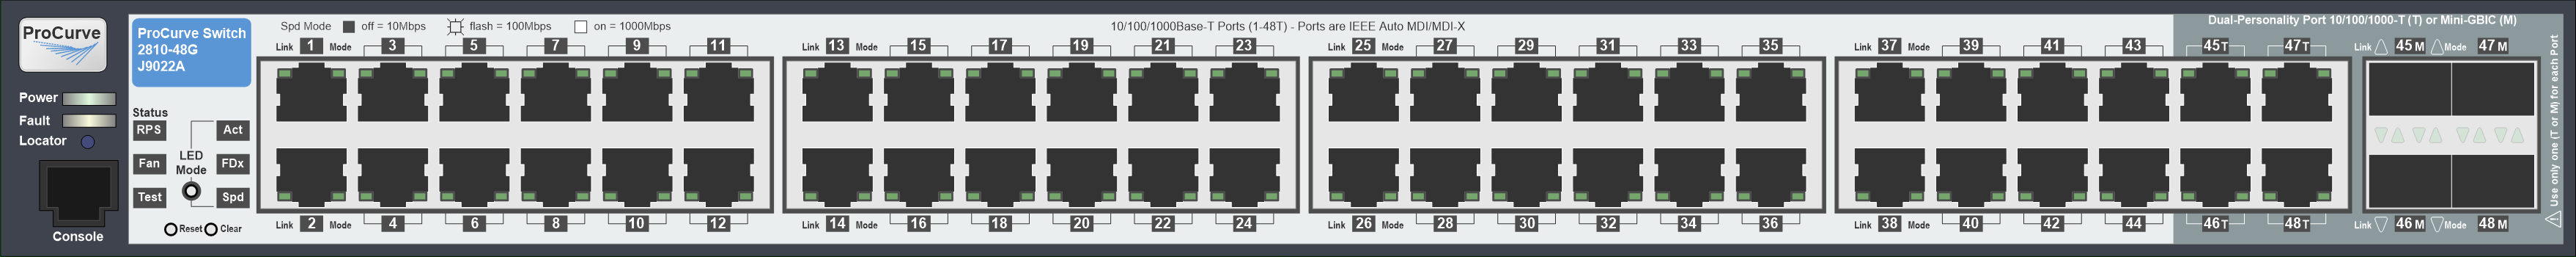 ProCurve
ProCurve Switch
2810-48G
J9022A
Power
Fault
Locator
Console
Status
RPS
Fan
Test
LED
Mode
Act
FDx
Spd
Reset
Clear
Spd Mode off = 10Mbps flash = 100Mbps on = 1000Mbps
10/100/1000Base-T Ports (1-48T) - Ports are IEEE Auto MDI/MDI-X
Dual-Personality Port 10/100/1000-T (T) or Mini-GBIC (M)
Link 1 Mode 3 5 7 9 11
Link 13 Mode 15 17 19 21 23
Link 25 Mode 27 29 31 33 35
Link 37 Mode 39 41 43 45T 47T
Link 45 M Mode 47 M
Link 2 Mode 4 6 8 10 12
Link 14 Mode 16 18 20 22 24
Link 26 Mode 28 30 32 34 36
Link 38 Mode 40 42 44 46T 48T
Link 46 M Mode 48 M
Use only one (T or M) for each Port